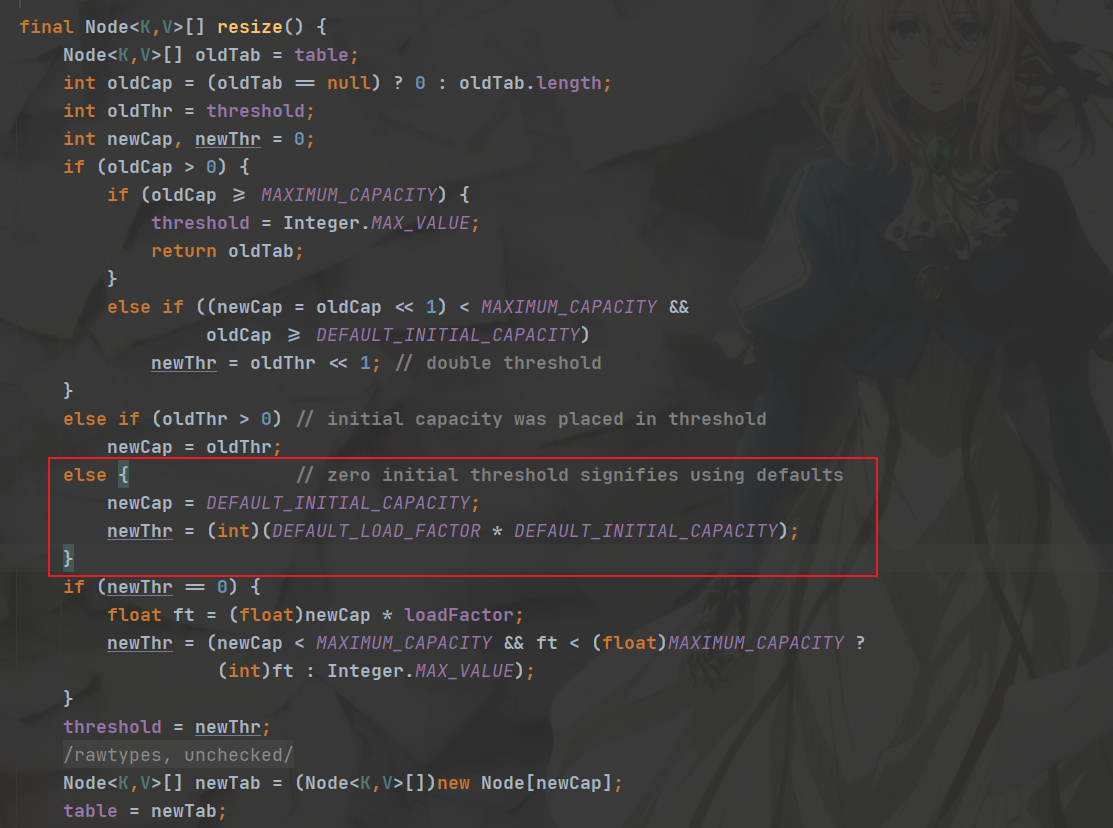 final Node<K,V>[] resize() {
    Node<K,V>[] oldTab = table;
    int oldCap = (oldTab == null) ? 0 : oldTab.length;
    int oldThr = threshold;
    int newCap, newThr = 0;
    if (oldCap > 0) {
        if (oldCap >= MAXIMUM_CAPACITY) {
            threshold = Integer.MAX_VALUE;
            return oldTab;
        }
        else if ((newCap = oldCap << 1) < MAXIMUM_CAPACITY &&
                 oldCap >= DEFAULT_INITIAL_CAPACITY)
            newThr = oldThr << 1; // double threshold
    }
    else if (oldThr > 0) // initial capacity was placed in threshold
        newCap = oldThr;
    else {               // zero initial threshold signifies using defaults
        newCap = DEFAULT_INITIAL_CAPACITY;
        newThr = (int)(DEFAULT_LOAD_FACTOR * DEFAULT_INITIAL_CAPACITY);
    }
    if (newThr == 0) {
        float ft = (float)newCap * loadFactor;
        newThr = (newCap < MAXIMUM_CAPACITY && ft < (float)MAXIMUM_CAPACITY ?
                  (int)ft : Integer.MAX_VALUE);
    }
    threshold = newThr;
    /rawtypes, unchecked/
    Node<K,V>[] newTab = (Node<K,V>[])new Node[newCap];
    table = newTab;